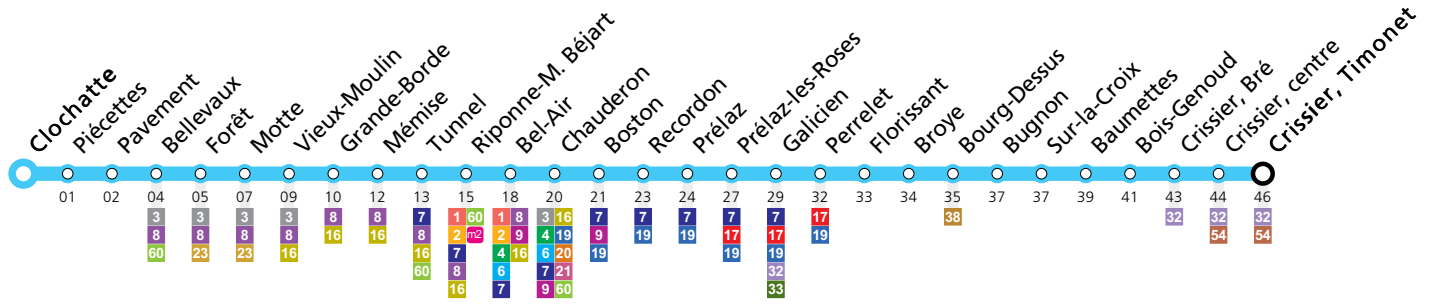 Clochatte
Piécettes
Pavement
Bellevaux
Forêt
Motte
Vieux-Moulin
Grande-Borde
Mémise
Tunnel
Riponne-M. Béjart
Bel-Air
Chauderon
Boston
Recordon
Prélaz
Prélaz-les-Roses
Galicien
Perrelet
Florissant
Broye
Bourg-Dessus
Bugnon
Sur-la-Croix
Baumettes
Bois-Genoud
Crissier, Bré
Crissier, centre
Crissier, Timonet
01 02 04 05 07 09 10 12 13 15 18 20 21 23 24 27 29 32 33 34 35 37 37 39 41 43 44 46
3 3 3 3 8 8 7 1 60 1 8 3 16 7 7 7 7 7 17 38 32 32 32
8 8 8 8 16 16 8 2 m2 2 9 4 19 9 19 19 17 17 19 54 54
60 23 23 16 16 7 4 16 6 20 19 19 19
60 8 6 7 21 32
16 7 9 60 33